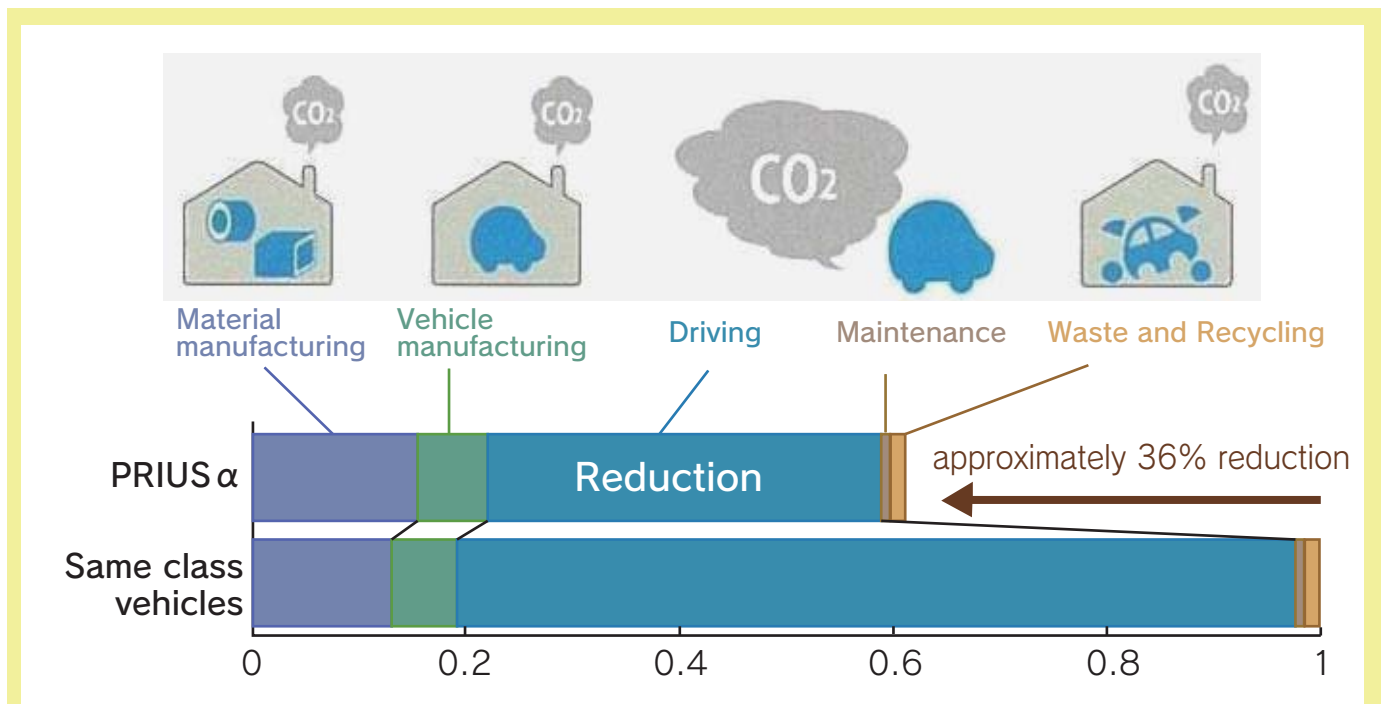 CO2
CO2
CO2
CO2
Material
manufacturing
Vehicle
manufacturing
Driving
Maintenance
Waste and Recycling
PRIUS α
Reduction
approximately 36% reduction
Same class
vehicles
0
0.2
0.4
0.6
0.8
1